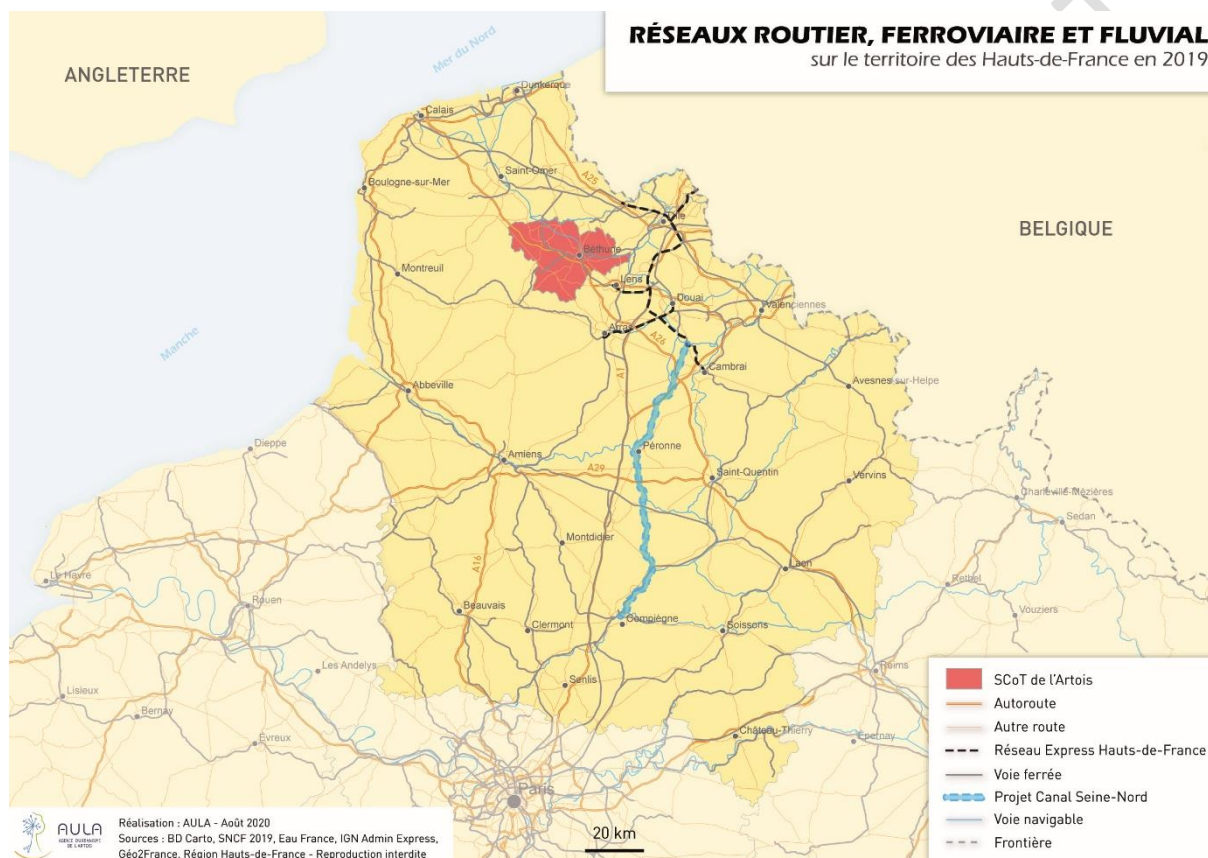 RÉSEAUX ROUTIER, FERROVIAIRE ET FLUVIAL
sur le territoire des Hauts-de-France en 2019
Mer du Nord
ANGLETERRE
Dunkerque
Calais
Saint-Omer
A25
Boulogne-sur-Mer
BELGIQUE
Béthune
Montreuil
Lens
Douai
Valenciennes
Manche
A26
A1
Cambrai
Abbeville
Avesnes-sur-Helpe
Dieppe
Péronne
Amiens
A29
Saint-Quentin
Vervins
Charleville-Mézières
Sedan
Montdidier
A16
Laon
Le Havre
Rethel
Rouen
Beauvais
Vouziers
Clermont
Compiègne
Soissons
Les Andelys
Reims
Senlis
Lisieux
Bernay
Château-Thierry
Épernay
Évreux
Paris
SCoT de l'Artois
Autoroute
Autre route
Réseau Express Hauts-de-France
Voie ferrée
Projet Canal Seine-Nord
Voie navigable
Frontière
AULA
AGENCE D'URBANISME
DE L'ARTOIS
Réalisation : AULA - Août 2020
Sources : BD Carto, SNCF 2019, Eau France, IGN Admin Express,
Géo2France, Région Hauts-de-France - Reproduction interdite
20 km